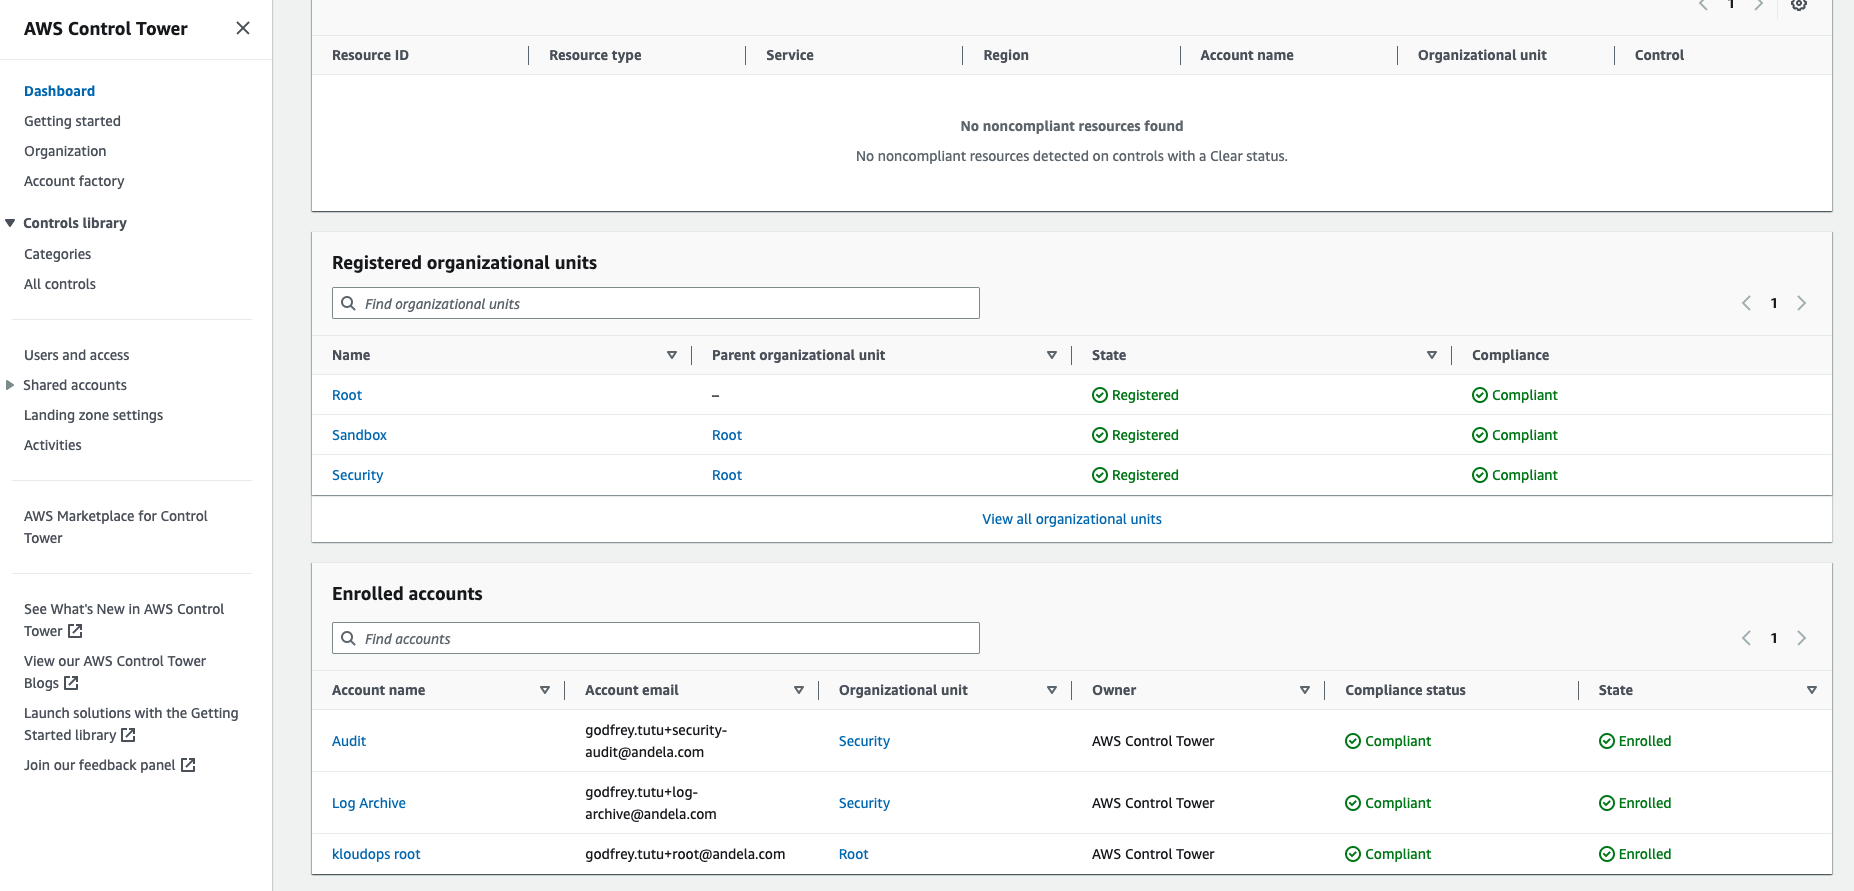 AWS Control Tower
Dashboard
Getting started
Organization
Account factory
Controls library
Categories
All controls
Users and access
Shared accounts
Landing zone settings
Activities
AWS Marketplace for Control
Tower
See What's New in AWS Control
Tower
View our AWS Control Tower
Blogs
Launch solutions with the Getting
Started library
Join our feedback panel
1
Resource ID Resource type Service Region Account name Organizational unit Control
No noncompliant resources found
No noncompliant resources detected on controls with a Clear status.
Registered organizational units
Find organizational units
1
Name Parent organizational unit State Compliance
Root – Registered Compliant
Sandbox Root Registered Compliant
Security Root Registered Compliant
View all organizational units
Enrolled accounts
Find accounts
1
Account name Account email Organizational unit Owner Compliance status State
Audit godfrey.tutu+security-
audit@andela.com Security AWS Control Tower Compliant Enrolled
Log Archive godfrey.tutu+log-
archive@andela.com Security AWS Control Tower Compliant Enrolled
kloudops root godfrey.tutu+root@andela.com Root AWS Control Tower Compliant Enrolled